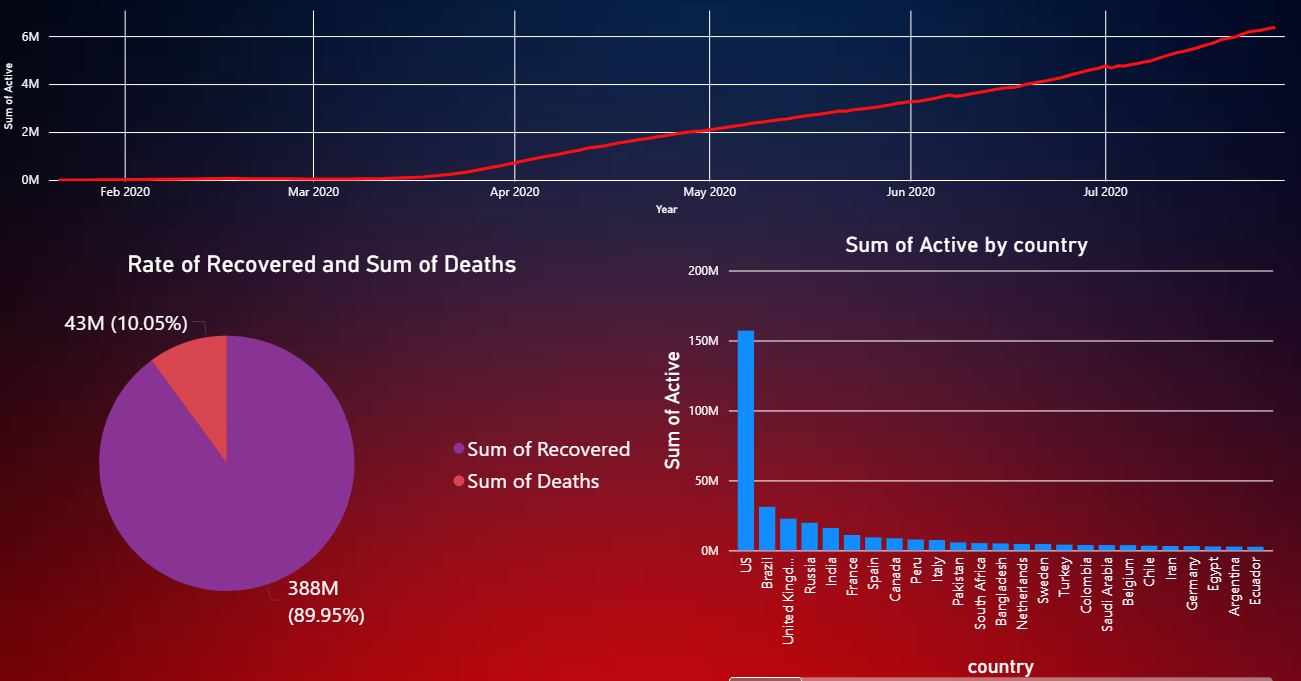 6M
4M
2M
0M
Sum of Active
Feb 2020
Mar 2020
Apr 2020
May 2020
Jun 2020
Jul 2020
Year
Rate of Recovered and Sum of Deaths
43M (10.05%)
388M
(89.95%)
Sum of Recovered
Sum of Deaths
Sum of Active by country
200M
150M
100M
50M
0M
Sum of Active
US
Brazil
United Kingd...
Russia
India
France
Spain
Canada
Peru
Italy
Pakistan
South Africa
Bangladesh
Netherlands
Sweden
Turkey
Colombia
Saudi Arabia
Belgium
Chile
Iran
Germany
Egypt
Argentina
Ecuador
country